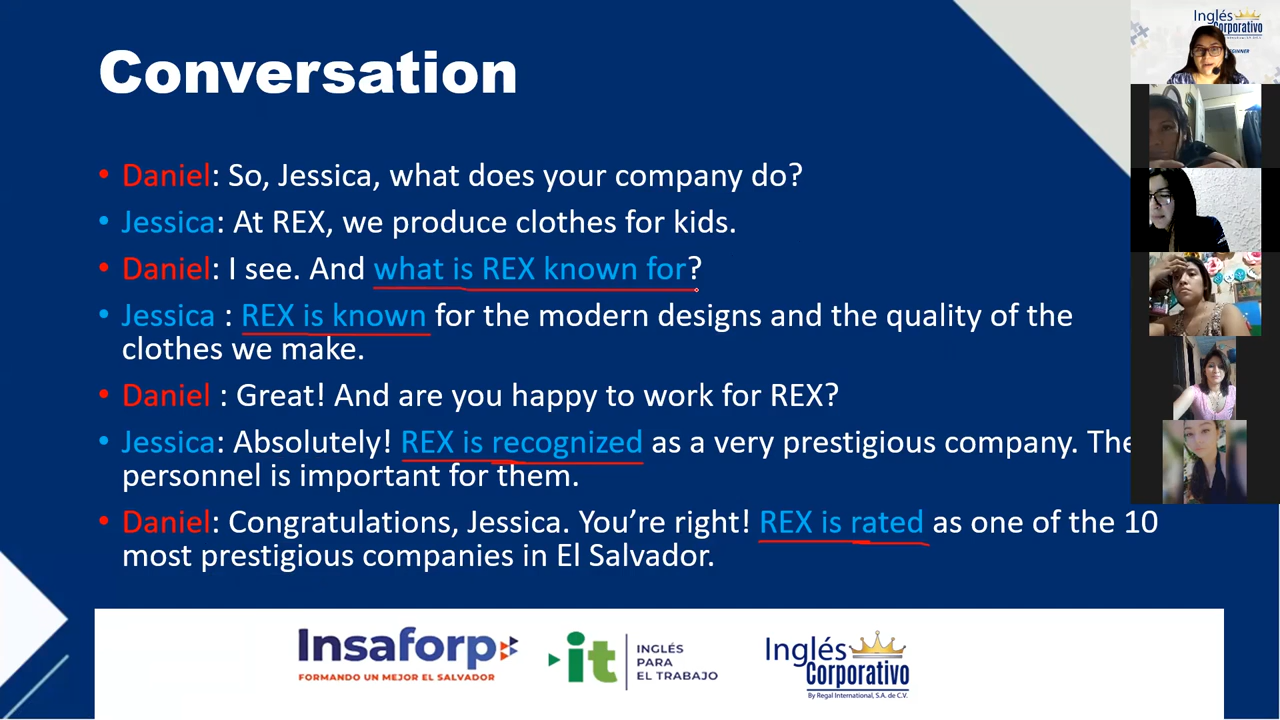 Conversation
• Daniel: So, Jessica, what does your company do?
• Jessica: At REX, we produce clothes for kids.
• Daniel: I see. And what is REX known for?
• Jessica : REX is known for the modern designs and the quality of the
clothes we make.
• Daniel : Great! And are you happy to work for REX?
• Jessica: Absolutely! REX is recognized as a very prestigious company. The
personnel is important for them.
• Daniel: Congratulations, Jessica. You’re right! REX is rated as one of the 10
most prestigious companies in El Salvador.
Insaforp
FORMANDO UN MEJOR EL SALVADOR
it
INGLÉS
PARA
EL TRABAJO
Inglés
Corporativo
By Regal International, S.A. de C.V.
Inglés
Corporativo